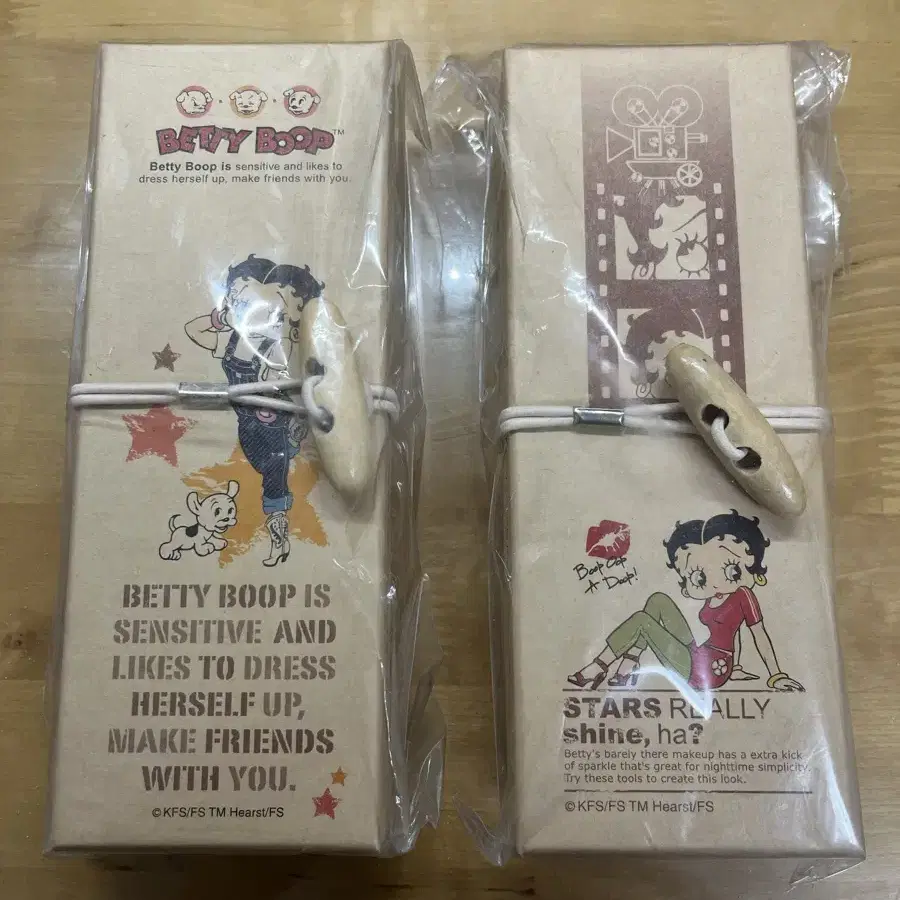 BETTY BOOP™
Betty Boop is sensitive and likes to
dress herself up, make friends with you.
BETTY BOOP IS
SENSITIVE AND
LIKES TO DRESS
HERSELF UP,
MAKE FRIENDS
WITH YOU.
©KFS/FS TM Hearst/FS
Boop Oop
A Doop!
STARS REALLY
shine, ha?
Betty's barely there makeup has a extra kick
of sparkle that's great for nighttime simplicity.
Try these tools to create this look.
©KFS/FS TM Hearst/FS